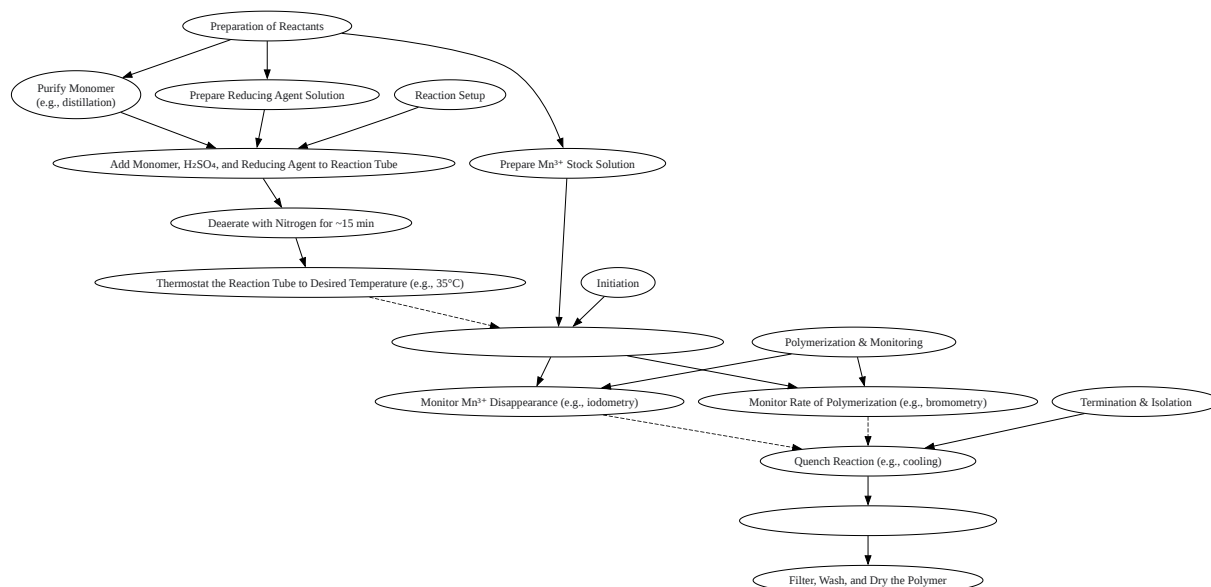 Preparation of Reactants
Purify Monomer
(e.g., distillation)
Prepare Reducing Agent Solution
Reaction Setup
Add Monomer, H₂SO₄, and Reducing Agent to Reaction Tube
Prepare Mn³⁺ Stock Solution
Deaerate with Nitrogen for ~15 min
Thermostat the Reaction Tube to Desired Temperature (e.g., 35°C)
Initiation
Polymerization & Monitoring
Monitor Mn³⁺ Disappearance (e.g., iodometry)
Monitor Rate of Polymerization (e.g., bromometry)
Termination & Isolation
Quench Reaction (e.g., cooling)
Filter, Wash, and Dry the Polymer